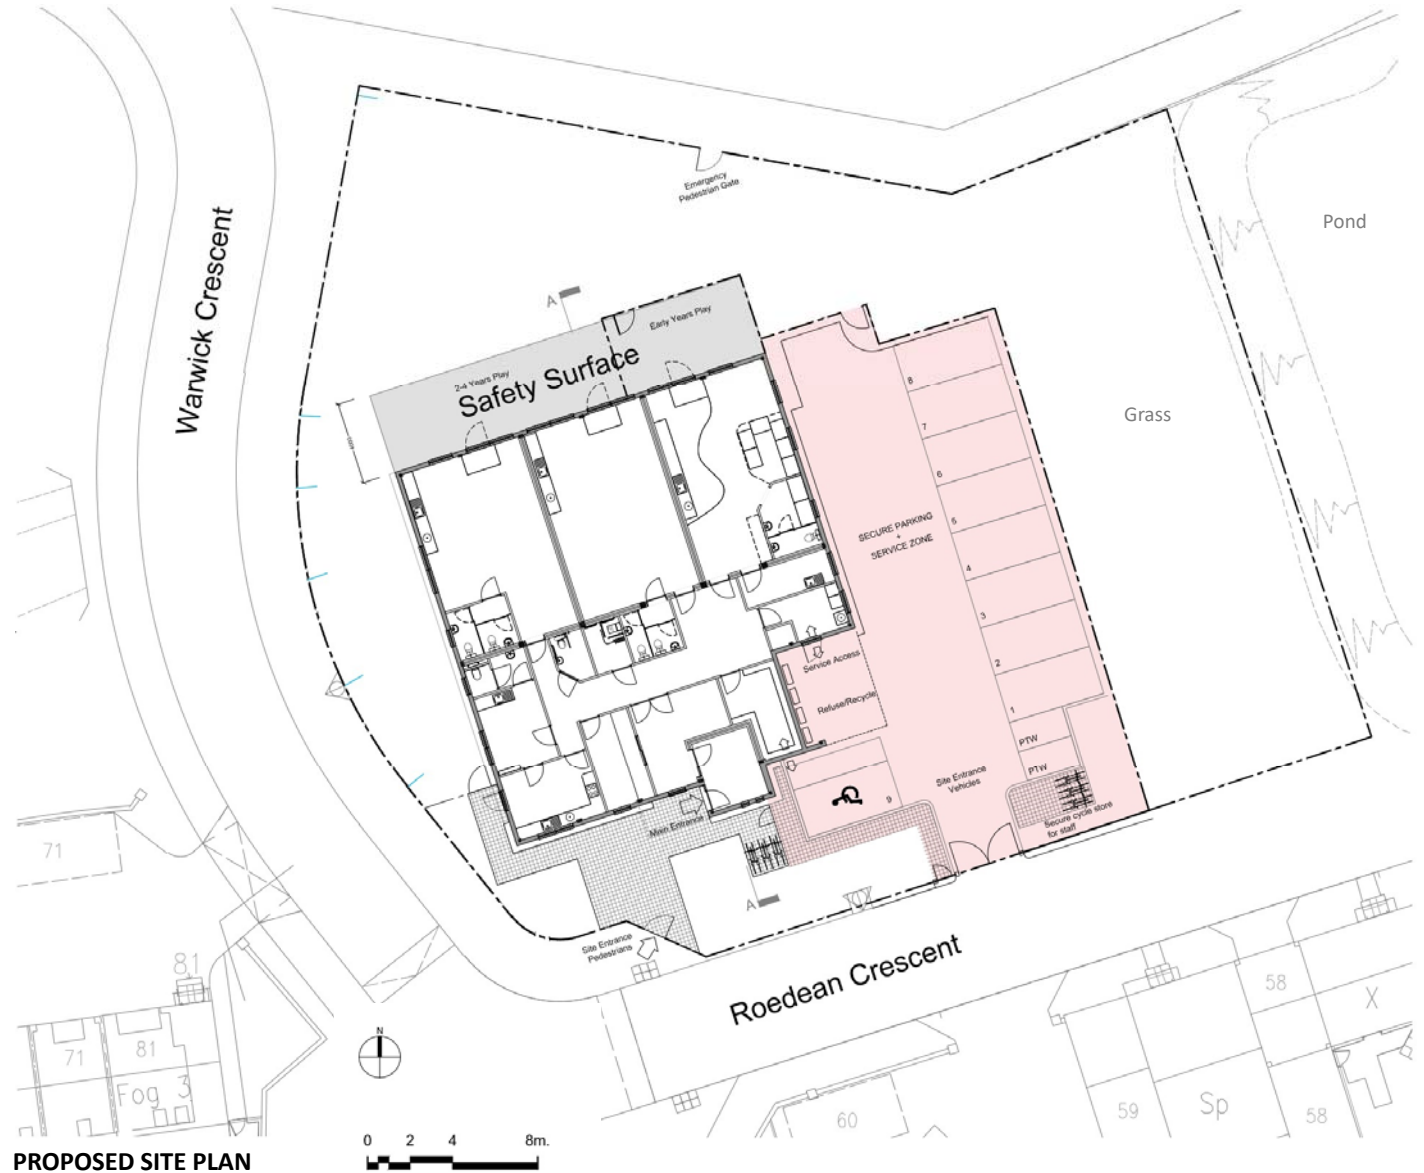 Emergency
Pedestrian Gate
Pond
Warwick Crescent
A
Early Years Play
2-4 Years Play
Safety Surface
Grass
8
7
6
5
4
3
2
1
SECURE PARKING
+
SERVICE ZONE
Service Access
Refuse/Recycle
PTW
PTW
Site Entrance
Vehicles
9
Main Entrance
Secure cycle store
for staff
A
Site Entrance
Pedestrians
Roedean Crescent
71
81
71
81
Fog 3
N
58
X
59
Sp
58
60
0 2 4 8m.
PROPOSED SITE PLAN